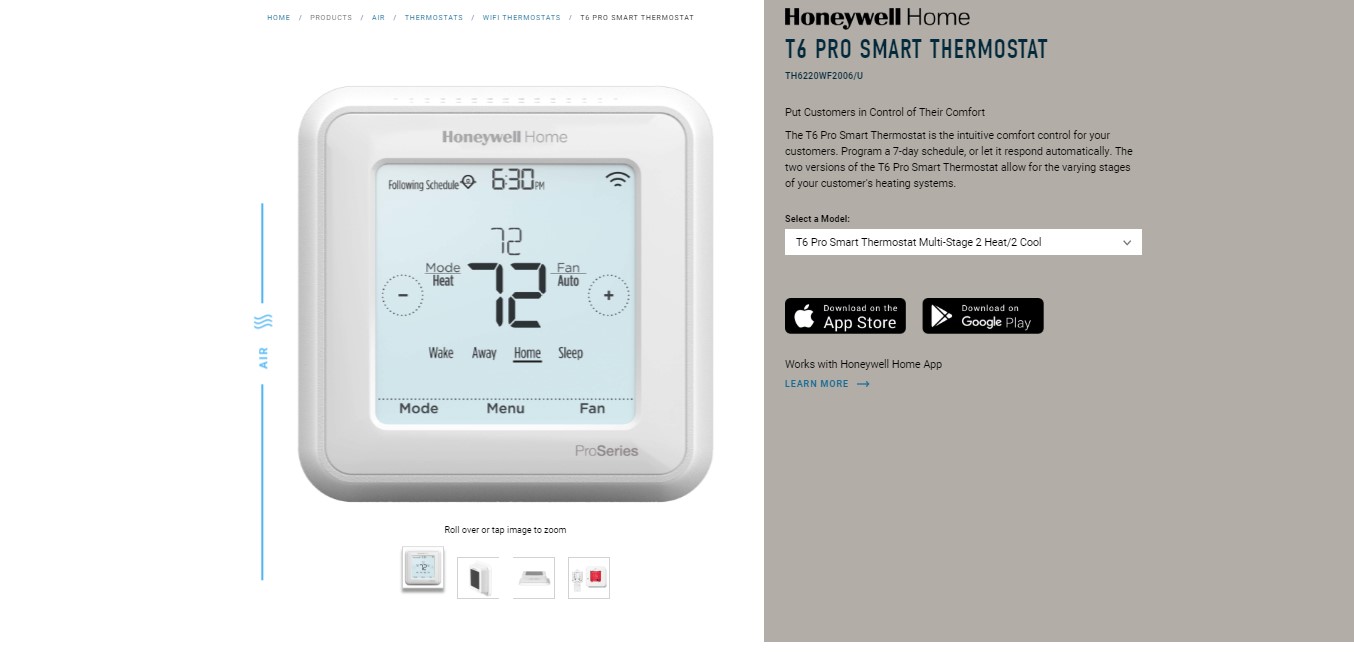 HOME / PRODUCTS / AIR / THERMOSTATS / WIFI THERMOSTATS / T6 PRO SMART THERMOSTAT
Honeywell Home
Following Schedule 6:30 PM
72
Mode
Heat
72
Fan
Auto
− +
Wake Away Home Sleep
Mode Menu Fan
ProSeries
AIR
Roll over or tap image to zoom
Honeywell Home
T6 PRO SMART THERMOSTAT
TH6220WF2006/U
Put Customers in Control of Their Comfort
The T6 Pro Smart Thermostat is the intuitive comfort control for your
customers. Program a 7-day schedule, or let it respond automatically. The
two versions of the T6 Pro Smart Thermostat allow for the varying stages
of your customer's heating systems.
Select a Model:
T6 Pro Smart Thermostat Multi-Stage 2 Heat/2 Cool
Download on the
App Store
Download on
Google Play
Works with Honeywell Home App
LEARN MORE